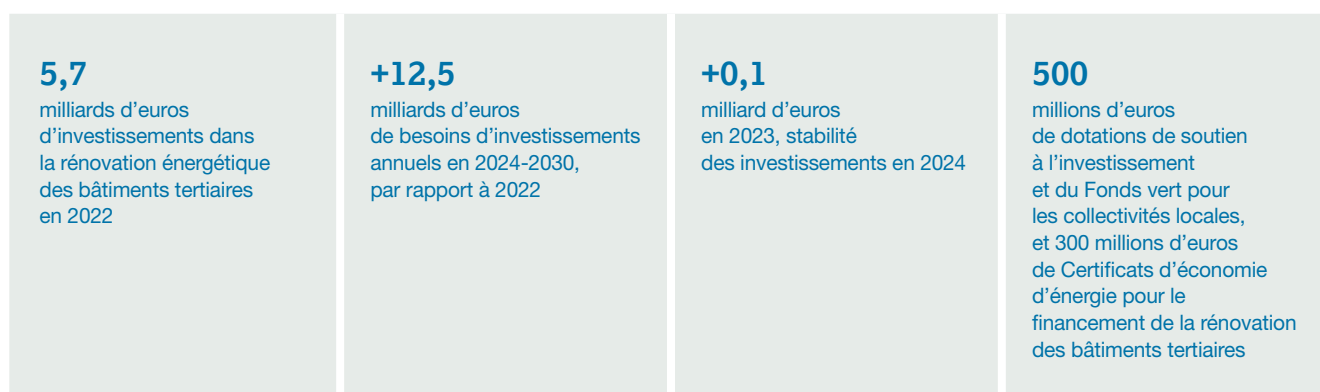 5,7
milliards d’euros
d’investissements dans
la rénovation énergétique
des bâtiments tertiaires
en 2022
+12,5
milliards d’euros
de besoins d’investissements
annuels en 2024-2030,
par rapport à 2022
+0,1
milliard d’euros
en 2023, stabilité
des investissements en 2024
500
millions d’euros
de dotations de soutien
à l’investissement
et du Fonds vert pour
les collectivités locales,
et 300 millions d’euros
de Certificats d’économie
d’énergie pour le
financement de la rénovation
des bâtiments tertiaires